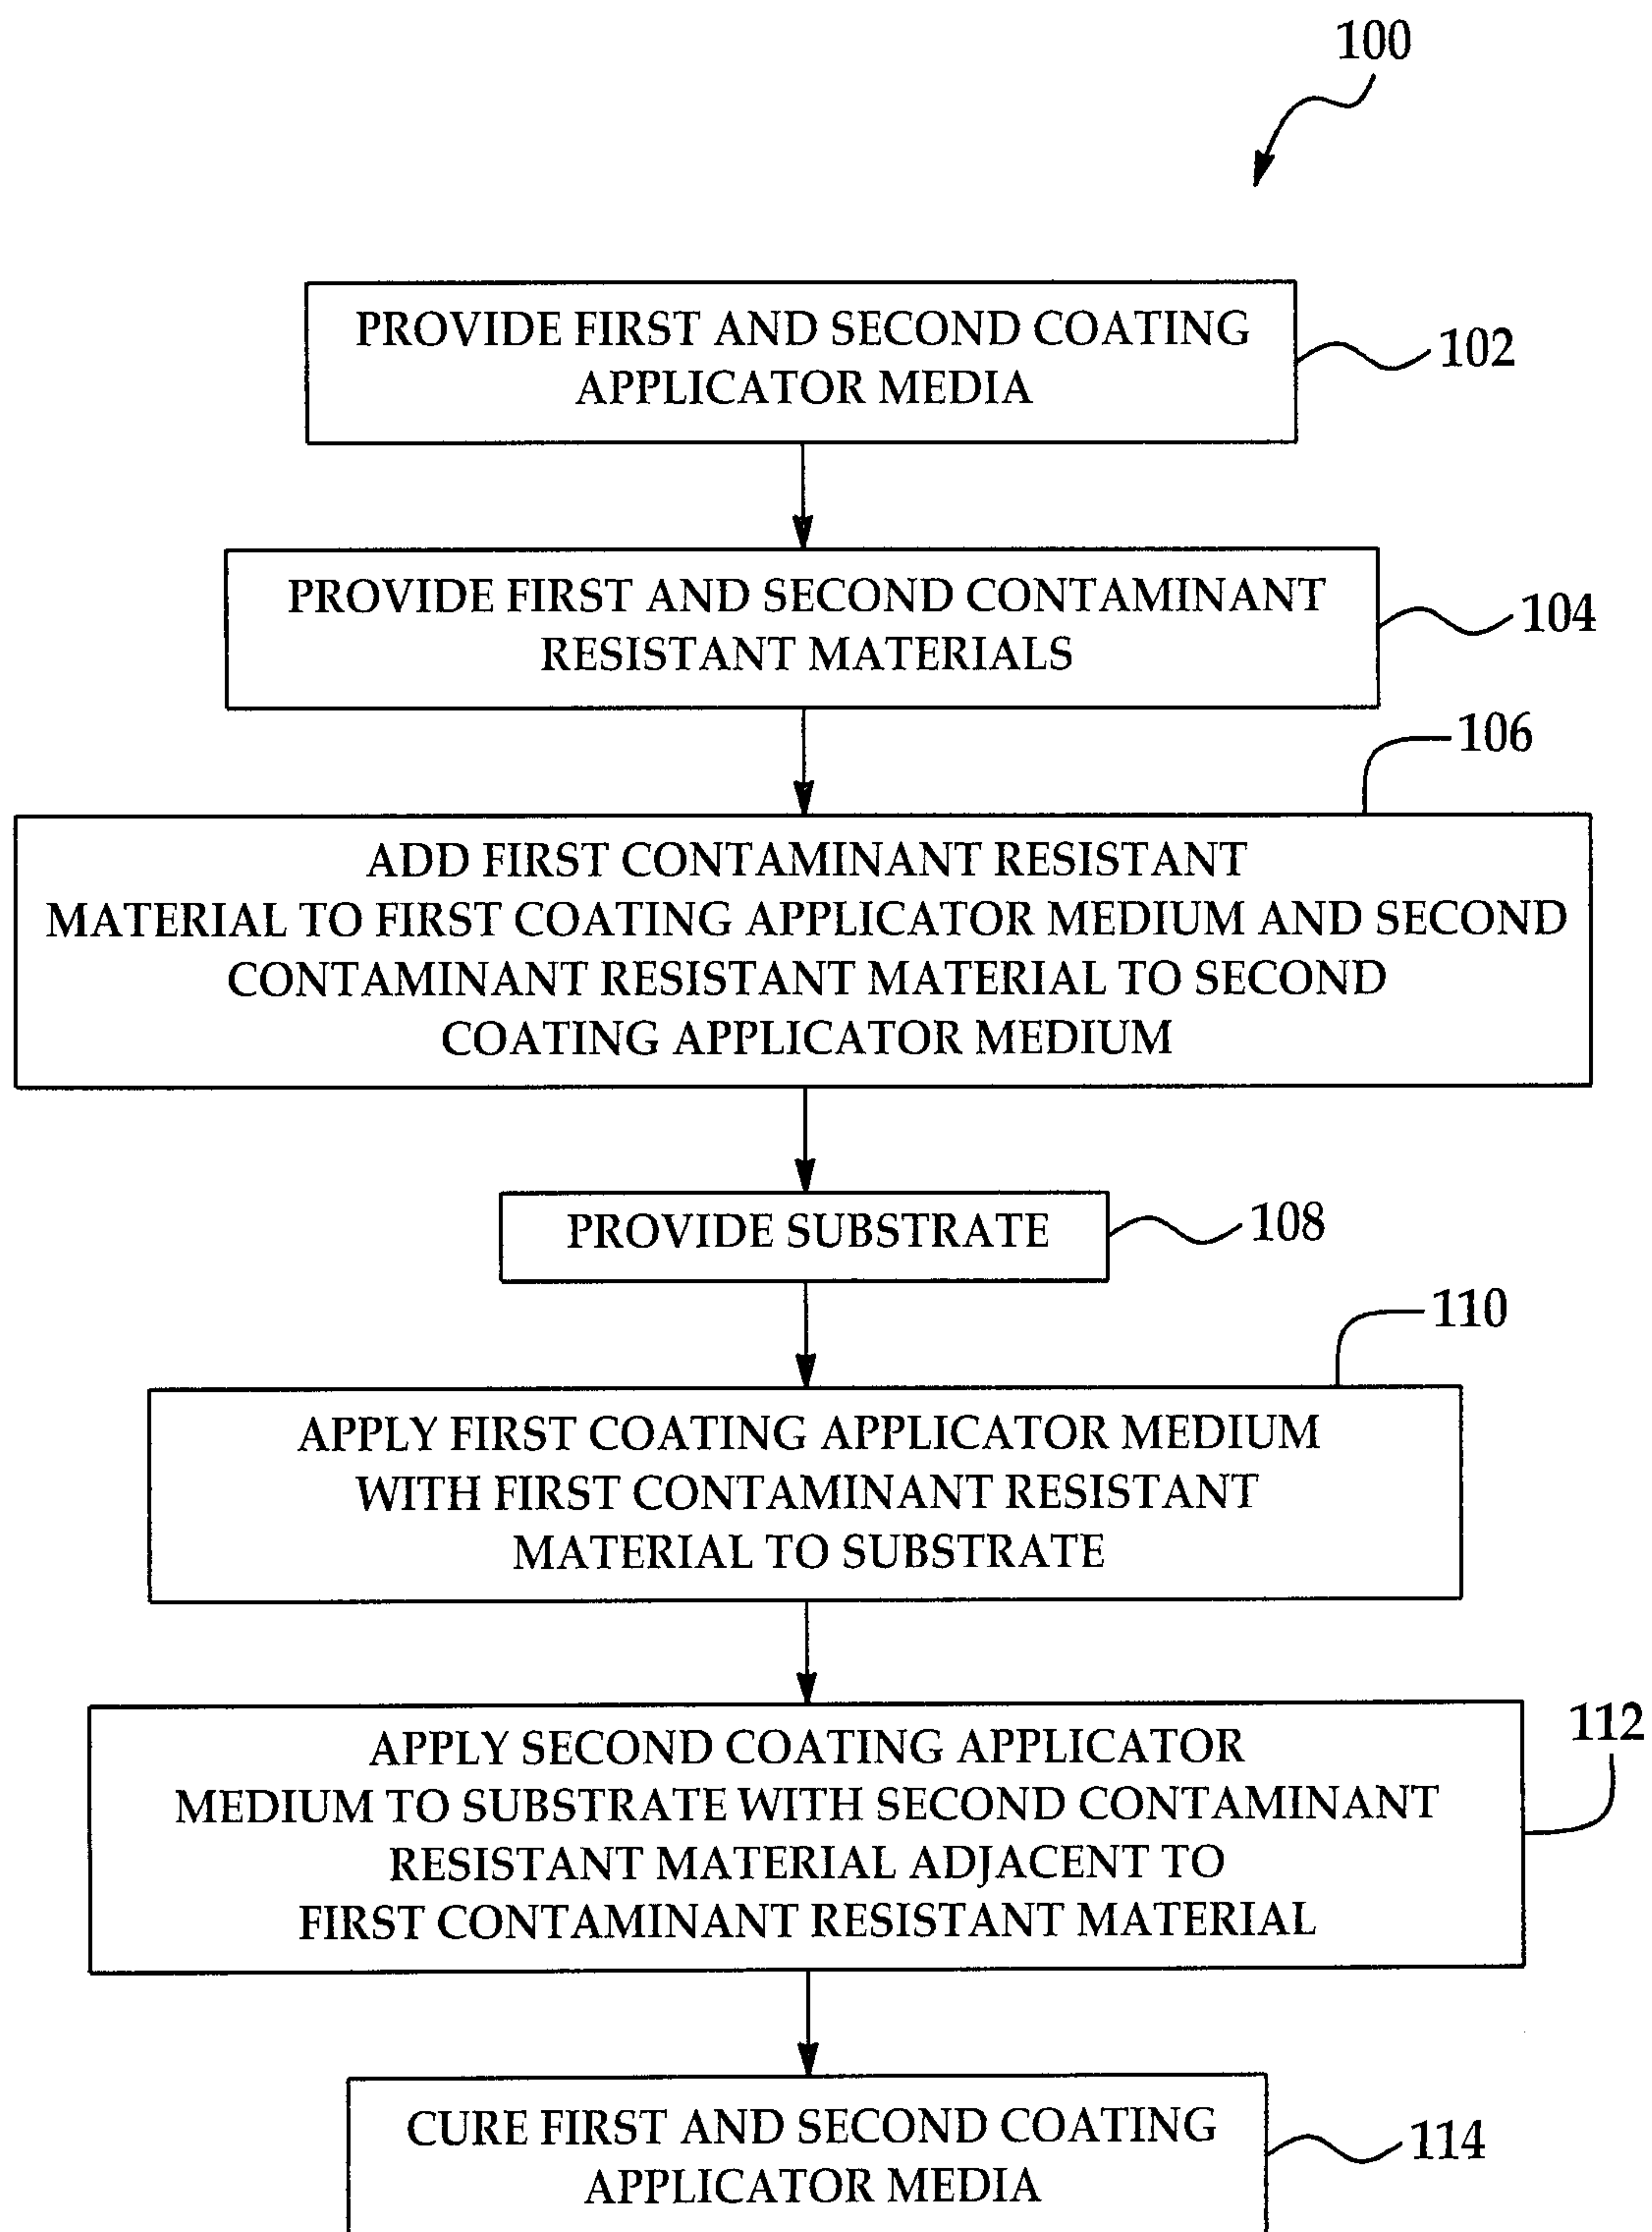 100
PROVIDE FIRST AND SECOND COATING
APPLICATOR MEDIA
102
PROVIDE FIRST AND SECOND CONTAMINANT
RESISTANT MATERIALS
104
106
ADD FIRST CONTAMINANT RESISTANT
MATERIAL TO FIRST COATING APPLICATOR MEDIUM AND SECOND
CONTAMINANT RESISTANT MATERIAL TO SECOND
COATING APPLICATOR MEDIUM
PROVIDE SUBSTRATE
108
110
APPLY FIRST COATING APPLICATOR MEDIUM
WITH FIRST CONTAMINANT RESISTANT
MATERIAL TO SUBSTRATE
112
APPLY SECOND COATING APPLICATOR
MEDIUM TO SUBSTRATE WITH SECOND CONTAMINANT
RESISTANT MATERIAL ADJACENT TO
FIRST CONTAMINANT RESISTANT MATERIAL
CURE FIRST AND SECOND COATING
APPLICATOR MEDIA
114